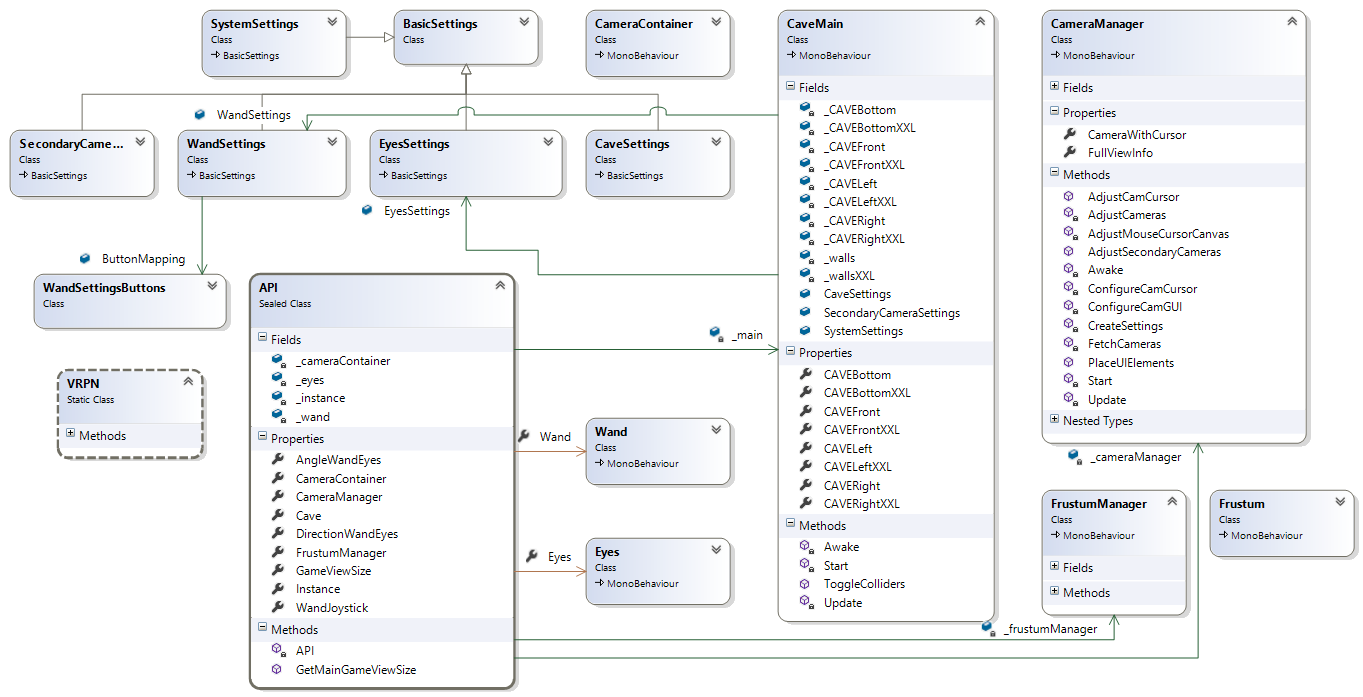 SystemSettings
Class
BasicSettings
BasicSettings
Class
CameraContainer
Class
MonoBehaviour
WandSettings
SecondaryCame...
Class
BasicSettings
WandSettings
Class
BasicSettings
EyesSettings
Class
BasicSettings
CaveSettings
Class
BasicSettings
EyesSettings
ButtonMapping
WandSettingsButtons
Class
VRPN
Static Class
Methods
API
Sealed Class
Fields
_cameraContainer
_eyes
_instance
_wand
Properties
AngleWandEyes
CameraContainer
CameraManager
Cave
DirectionWandEyes
FrustumManager
GameViewSize
Instance
WandJoystick
Methods
API
GetMainGameViewSize
_main
Wand
Wand
Class
MonoBehaviour
Eyes
Eyes
Class
MonoBehaviour
CaveMain
Class
MonoBehaviour
Fields
_CAVEBottom
_CAVEBottomXXL
_CAVEFront
_CAVEFrontXXL
_CAVELeft
_CAVELeftXXL
_CAVERight
_CAVERightXXL
_walls
_wallsXXL
CaveSettings
SecondaryCameraSettings
SystemSettings
Properties
CAVEBottom
CAVEBottomXXL
CAVEFront
CAVEFrontXXL
CAVELeft
CAVELeftXXL
CAVERight
CAVERightXXL
Methods
Awake
Start
ToggleColliders
Update
CameraManager
Class
MonoBehaviour
Fields
Properties
CameraWithCursor
FullViewInfo
Methods
AdjustCamCursor
AdjustCameras
AdjustMouseCursorCanvas
AdjustSecondaryCameras
Awake
ConfigureCamCursor
ConfigureCamGUI
CreateSettings
FetchCameras
PlaceUIElements
Start
Update
Nested Types
_cameraManager
FrustumManager
Class
MonoBehaviour
Fields
Methods
Frustum
Class
MonoBehaviour
_frustumManager